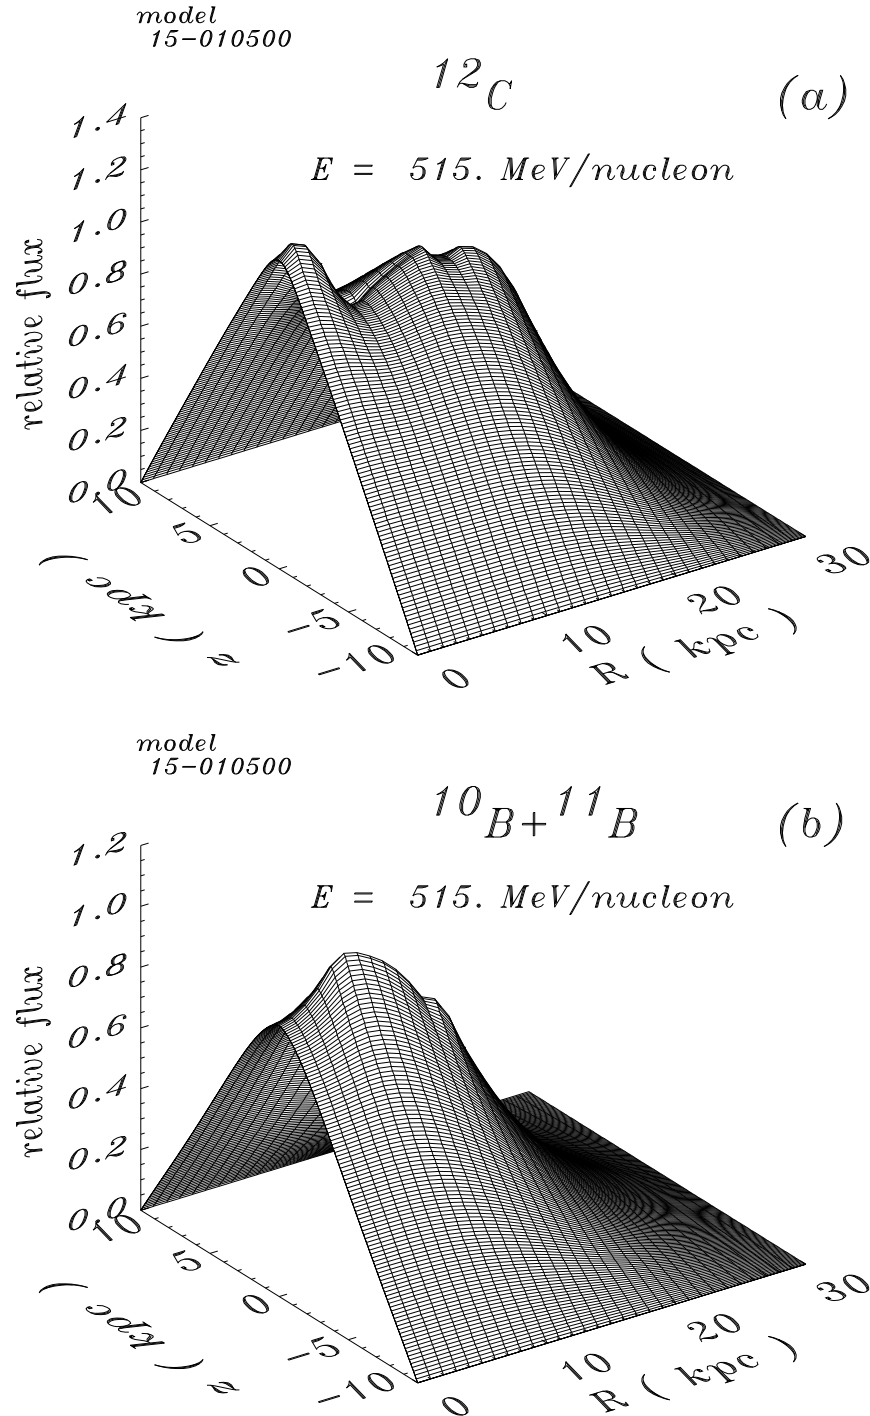 model
15-010500
12C
(a)
E = 515. MeV/nucleon
relative flux
1.4
1.2
1.0
0.8
0.6
0.4
0.2
0.0
10
5
0
-5
-10
z ( kpc )
0
10
20
30
R ( kpc )
model
15-010500
10B+11B
(b)
E = 515. MeV/nucleon
relative flux
1.2
1.0
0.8
0.6
0.4
0.2
0.0
10
5
0
-5
-10
z ( kpc )
0
10
20
30
R ( kpc )